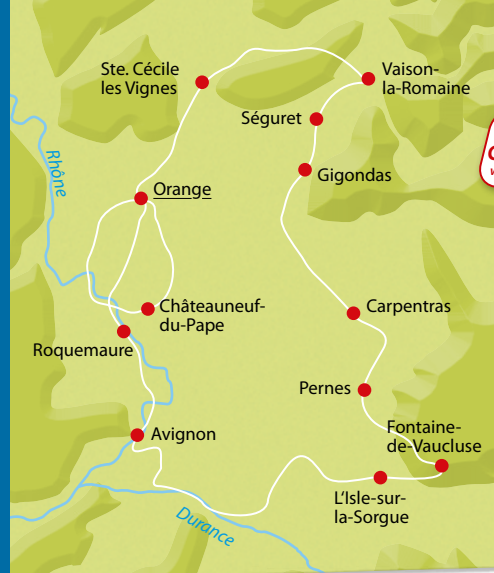 Ste. Cécile
les Vignes
Vaison-
la-Romaine
Séguret
Rhône
Gigondas
Orange
Châteauneuf-
du-Pape
Carpentras
Roquemaure
Pernes
Avignon
Fontaine-
de-Vaucluse
L'Isle-sur-
la-Sorgue
Durance